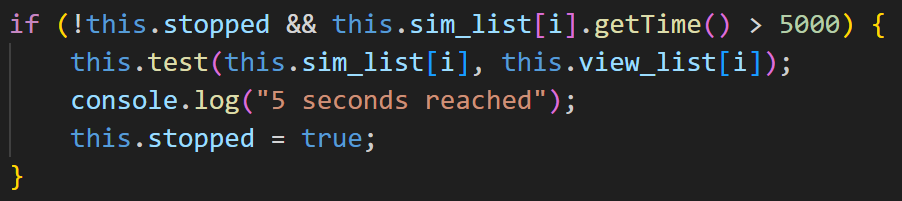 if (!this.stopped && this.sim_list[i].getTime() > 5000) {
    this.test(this.sim_list[i], this.view_list[i]);
    console.log("5 seconds reached");
    this.stopped = true;
}